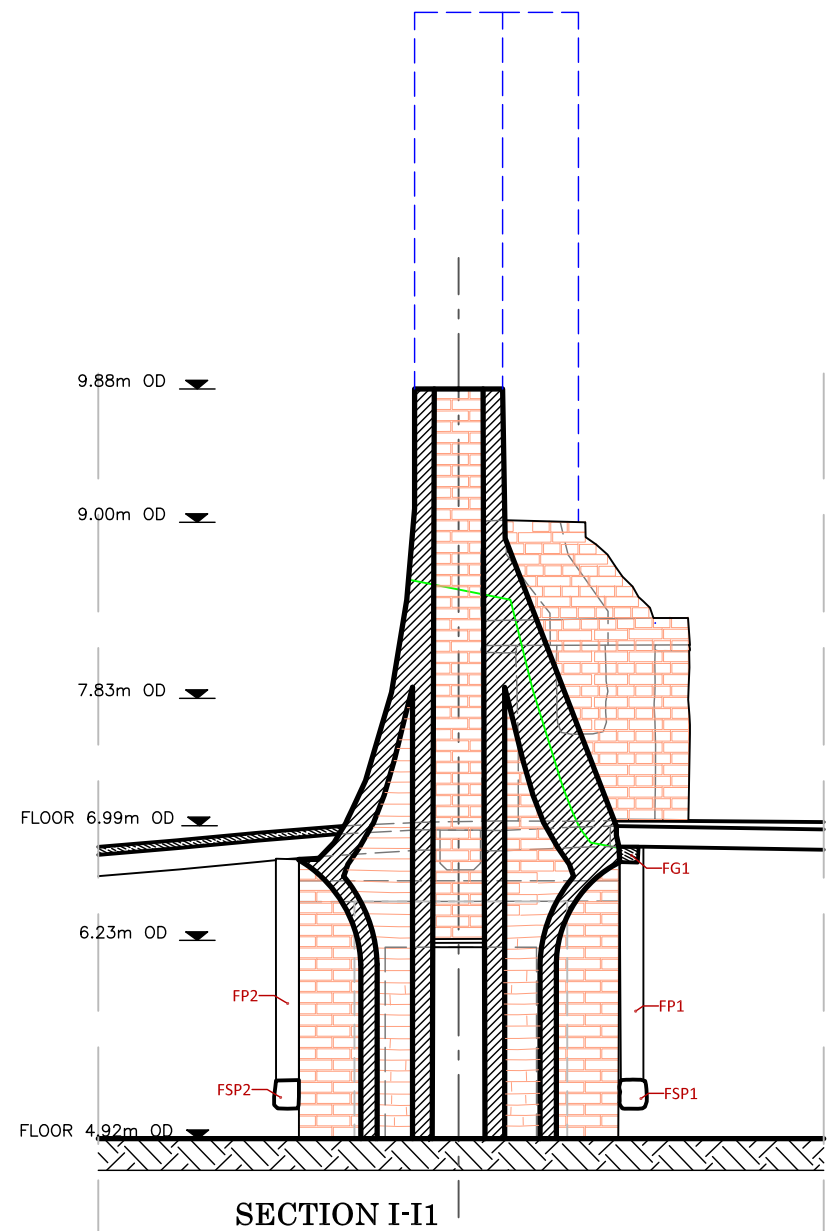 9.88m OD
9.00m OD
7.83m OD
FLOOR 6.99m OD
FG1
6.23m OD
FP2
FP1
FSP2
FSP1
FLOOR 4.92m OD
SECTION I-I1